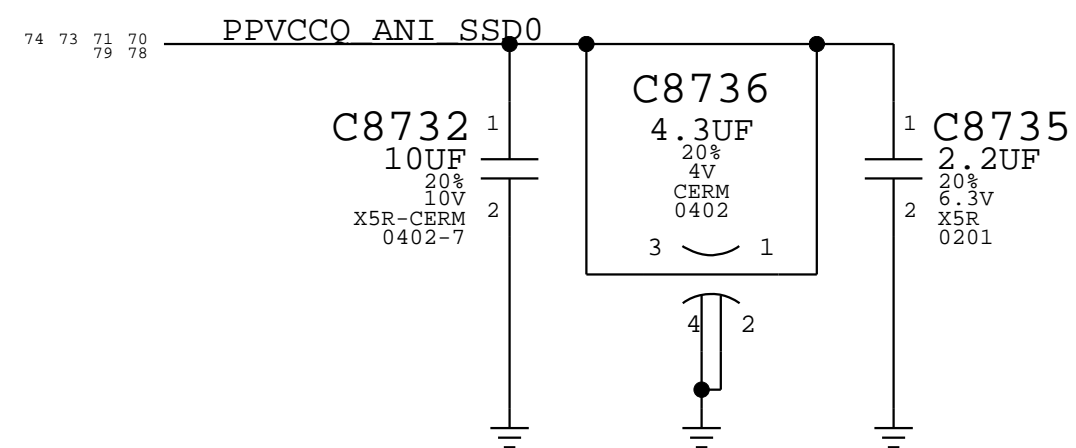 PPVCCQ_ANI_SSD0
74 73 71 70
79 78
C8732
1
10UF
20%
10V
X5R-CERM
0402-7
2
C8736
4.3UF
20%
4V
CERM
0402
3 1
4 2
1
C8735
2.2UF
20%
6.3V
X5R
0201
2